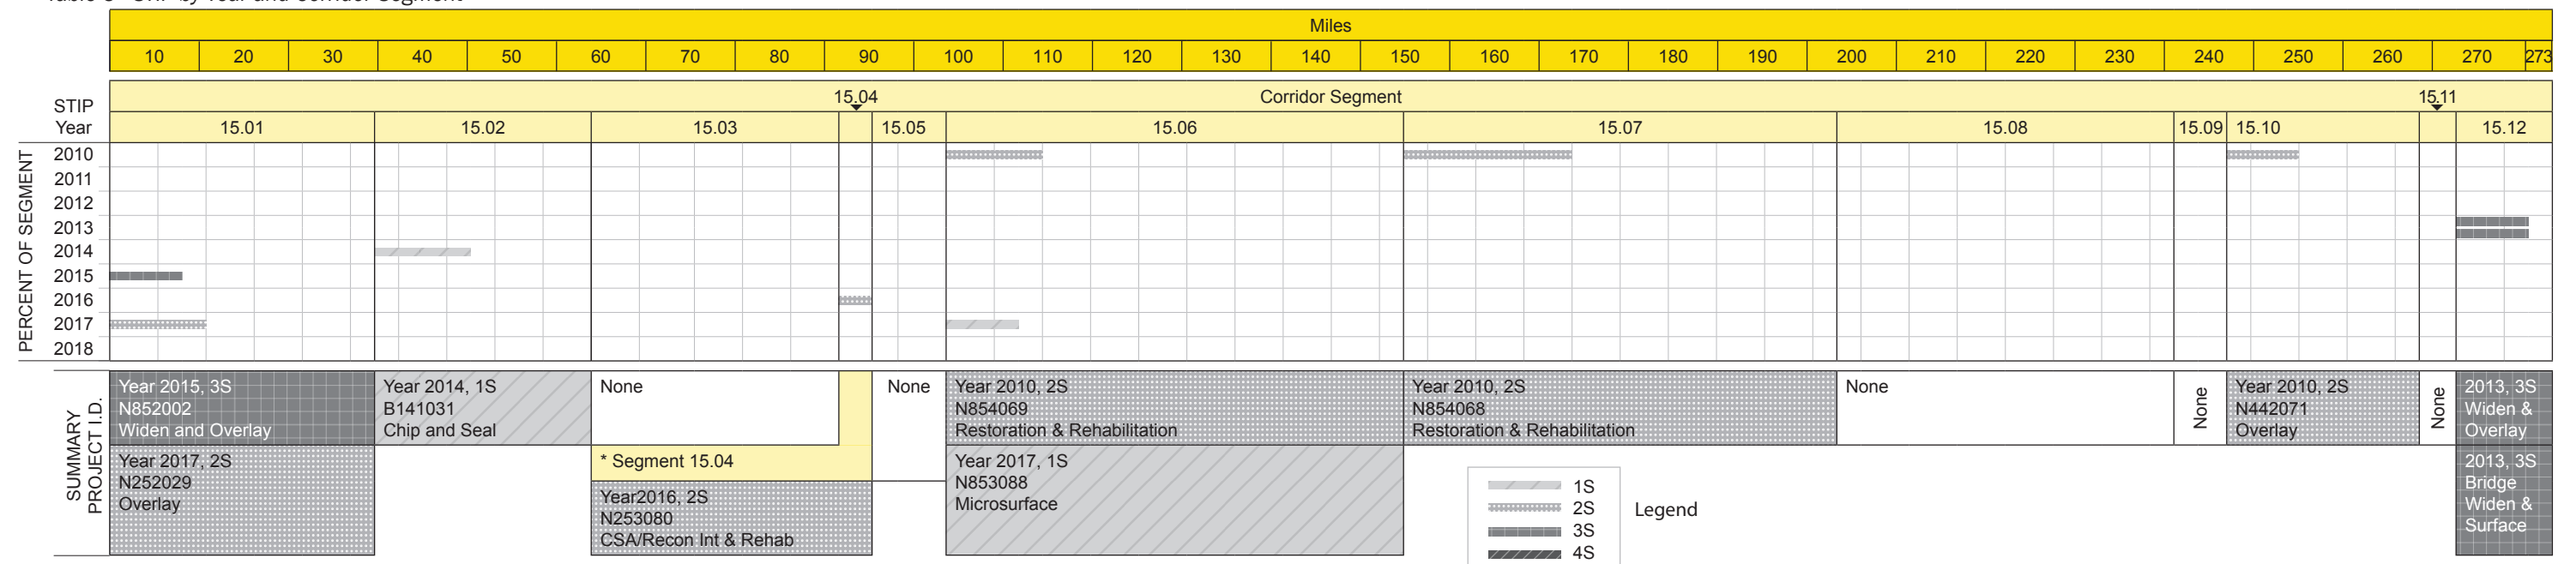 Miles
10 20 30 40 50 60 70 80 90 100 110 120 130 140 150 160 170 180 190 200 210 220 230 240 250 260 270 273
STIP
Year
15.04 Corridor Segment 15.11
15.01 15.02 15.03 15.05 15.06 15.07 15.08 15.09 15.10 15.12
PERCENT OF SEGMENT
2010
2011
2012
2013
2014
2015
2016
2017
2018
SUMMARY
PROJECT I.D.
Year 2015, 3S
N852002
Widen and Overlay
Year 2017, 2S
N252029
Overlay
Year 2014, 1S
B141031
Chip and Seal
None
* Segment 15.04
Year2016, 2S
N253080
CSA/Recon Int & Rehab
None
Year 2010, 2S
N854069
Restoration & Rehabilitation
Year 2017, 1S
N853088
Microsurface
Year 2010, 2S
N854068
Restoration & Rehabilitation
None
None
Year 2010, 2S
N442071
Overlay
None
2013, 3S
Widen &
Overlay
2013, 3S
Bridge
Widen &
Surface
1S
2S
3S
4S
Legend